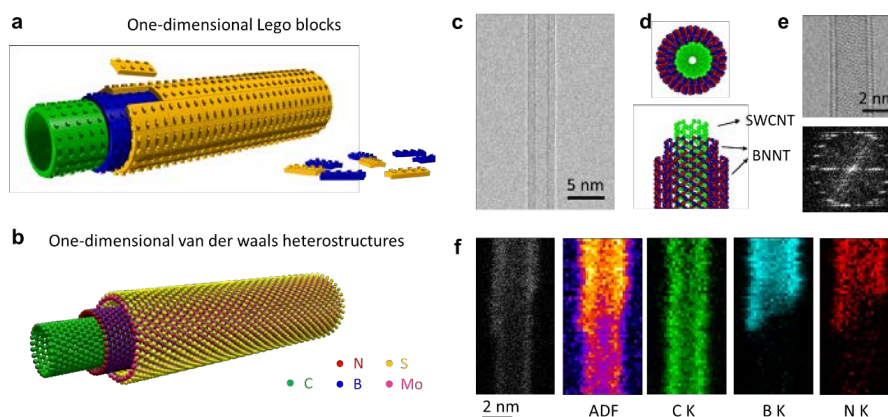 a
One-dimensional Lego blocks
b
One-dimensional van der waals heterostructures
N S
C B Mo
c
5 nm
d
SWCNT
BNNT
e
2 nm
f
2 nm
ADF
C K
B K
N K